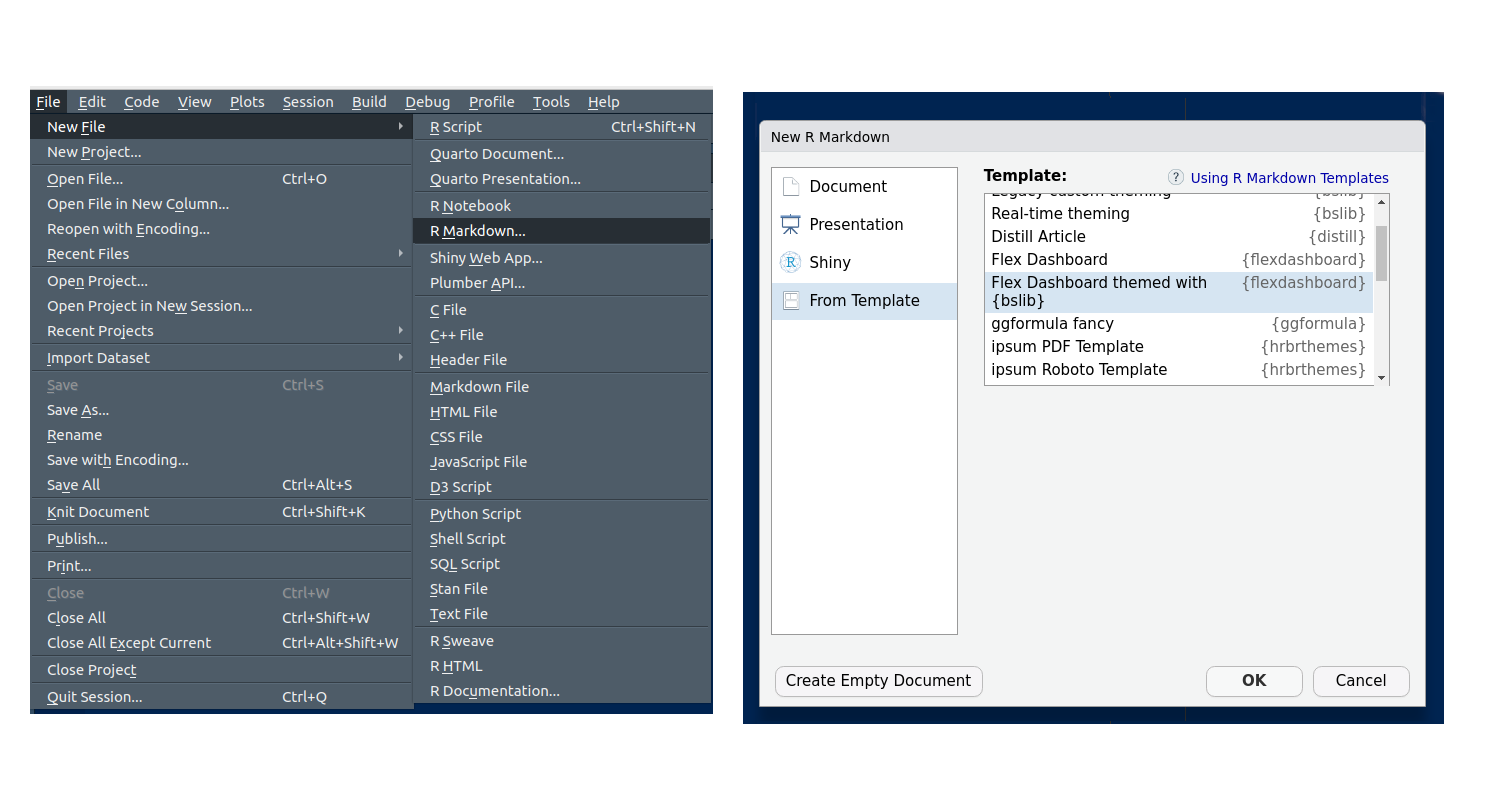 File Edit Code View Plots Session Build Debug Profile Tools Help
New File
New Project...
Open File... Ctrl+O
Open File in New Column...
Reopen with Encoding...
Recent Files
Open Project...
Open Project in New Session...
Recent Projects
Import Dataset
Save Ctrl+S
Save As...
Rename
Save with Encoding...
Save All Ctrl+Alt+S
Knit Document Ctrl+Shift+K
Publish...
Print...
Close Ctrl+W
Close All Ctrl+Shift+W
Close All Except Current Ctrl+Alt+Shift+W
Close Project
Quit Session... Ctrl+Q
R Script Ctrl+Shift+N
Quarto Document...
Quarto Presentation...
R Notebook
R Markdown...
Shiny Web App...
Plumber API...
C File
C++ File
Header File
Markdown File
HTML File
CSS File
JavaScript File
D3 Script
Python Script
Shell Script
SQL Script
Stan File
Text File
R Sweave
R HTML
R Documentation...
New R Markdown
Document
Presentation
R Shiny
From Template
Template: ? Using R Markdown Templates
Legacy custom theming {bslib}
Real-time theming {bslib}
Distill Article {distill}
Flex Dashboard {flexdashboard}
Flex Dashboard themed with {flexdashboard}
{bslib}
ggformula fancy {ggformula}
ipsum PDF Template {hrbrthemes}
ipsum Roboto Template {hrbrthemes}
Create Empty Document OK Cancel